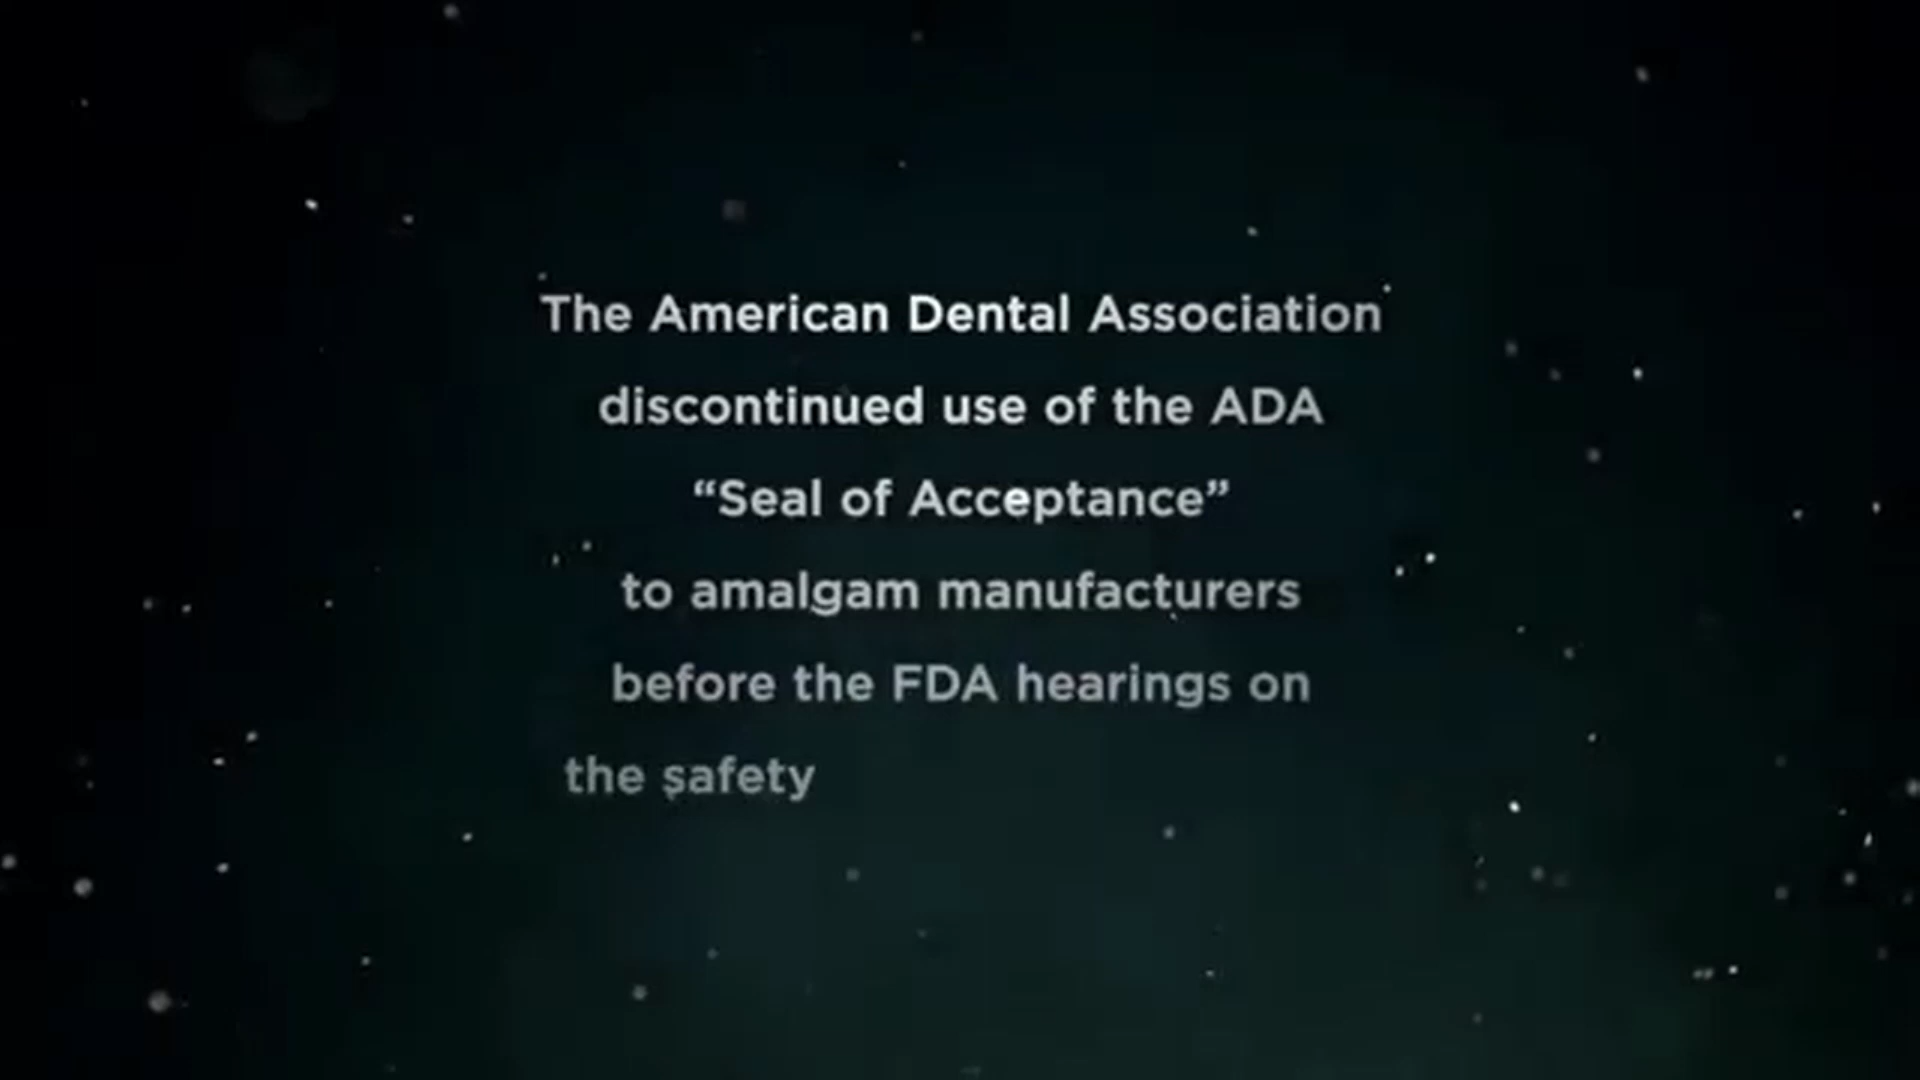 The American Dental Association
discontinued use of the ADA
“Seal of Acceptance”
to amalgam manufacturers
before the FDA hearings on
the safety